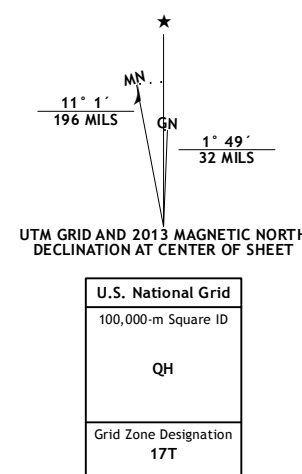 ★
MN
11° 1´
196 MILS
GN
1° 49´
32 MILS
UTM GRID AND 2013 MAGNETIC NORTH
DECLINATION AT CENTER OF SHEET
U.S. National Grid
100,000-m Square ID
QH
Grid Zone Designation
17T